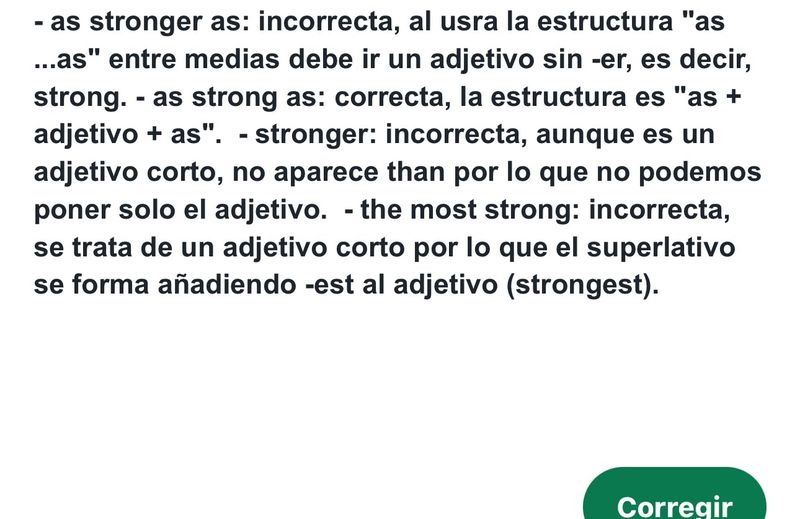 - as stronger as: incorrecta, al usra la estructura "as
...as" entre medias debe ir un adjetivo sin -er, es decir,
strong. - as strong as: correcta, la estructura es "as +
adjetivo + as".  - stronger: incorrecta, aunque es un
adjetivo corto, no aparece than por lo que no podemos
poner solo el adjetivo.  - the most strong: incorrecta,
se trata de un adjetivo corto por lo que el superlativo
se forma añadiendo -est al adjetivo (strongest).
Corregir